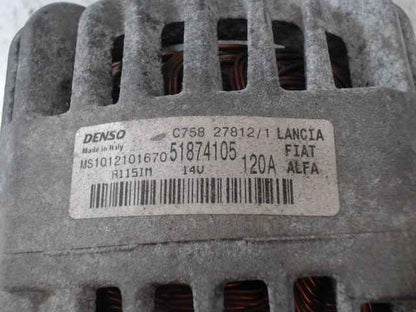 DENSO C758 27812/1 LANCIA
Made in Italy FIAT
MS1012101670 51874105 120A ALFA
A115IM 14V